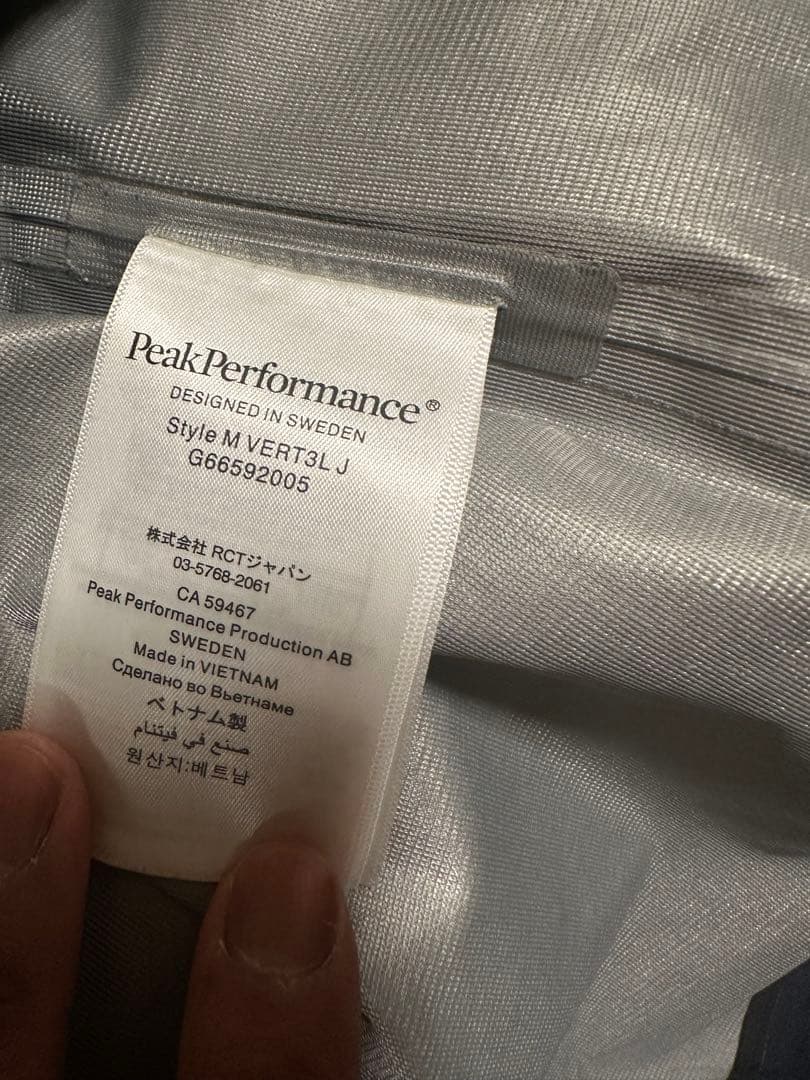 PeakPerformance®
DESIGNED IN SWEDEN
Style M VERT3L J
G66592005
株式会社 RCTジャパン
03-5768-2061
CA 59467
Peak Performance Production AB
SWEDEN
Made in VIETNAM
Сделано во Вьетнаме
ベトナム製
صنع في فيتنام
원산지:베트남